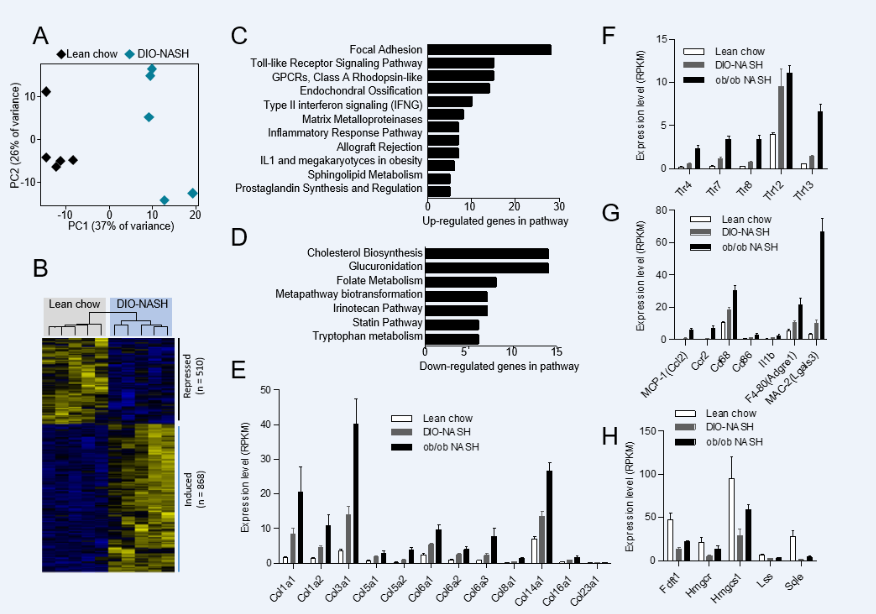 A
Lean chow DIO-NASH
10
0
-10
-10 0 10 20
PC1 (37% of variance)
PC2 (26% of variance)
B
Lean chow DIO-NASH
Repressed
(n = 510)
Induced
(n = 868)
C
Focal Adhesion
Toll-like Receptor Signaling Pathway
GPCRs, Class A Rhodopsin-like
Endochondral Ossification
Type II interferon signaling (IFNG)
Matrix Metalloproteinases
Inflammatory Response Pathway
Allograft Rejection
IL1 and megakaryotyces in obesity
Sphingolipid Metabolism
Prostaglandin Synthesis and Regulation
0 10 20 30
Up-regulated genes in pathway
D
Cholesterol Biosynthesis
Glucuronidation
Folate Metabolism
Metapathway biotransformation
Irinotecan Pathway
Statin Pathway
Tryptophan metabolism
0 5 10 15
Down-regulated genes in pathway
E
Expression level (RPKM)
50
40
30
20
10
0
Lean chow
DIO-NASH
ob/ob NASH
Col1a1 Col1a2 Col3a1 Col5a1 Col5a2 Col6a1 Col6a2 Col6a3 Col8a1 Col14a1 Col16a1 Col23a1
F
Expression level (RPKM)
15
10
5
0
Lean chow
DIO-NASH
ob/ob NASH
Tlr4 Tlr7 Tlr8 Tlr12 Tlr13
G
Expression level (RPKM)
80
60
40
20
0
Lean chow
DIO-NASH
ob/ob NASH
MCP-1(Ccl2) Ccr2 Cd68 Cd86 Il1b F4-80(Adgre1) MAC-2(Lgals3)
H
Expression level (RPKM)
150
100
50
0
Lean chow
DIO-NASH
ob/ob NASH
Fdft1 Hmgcr Hmgcs1 Lss Sqle